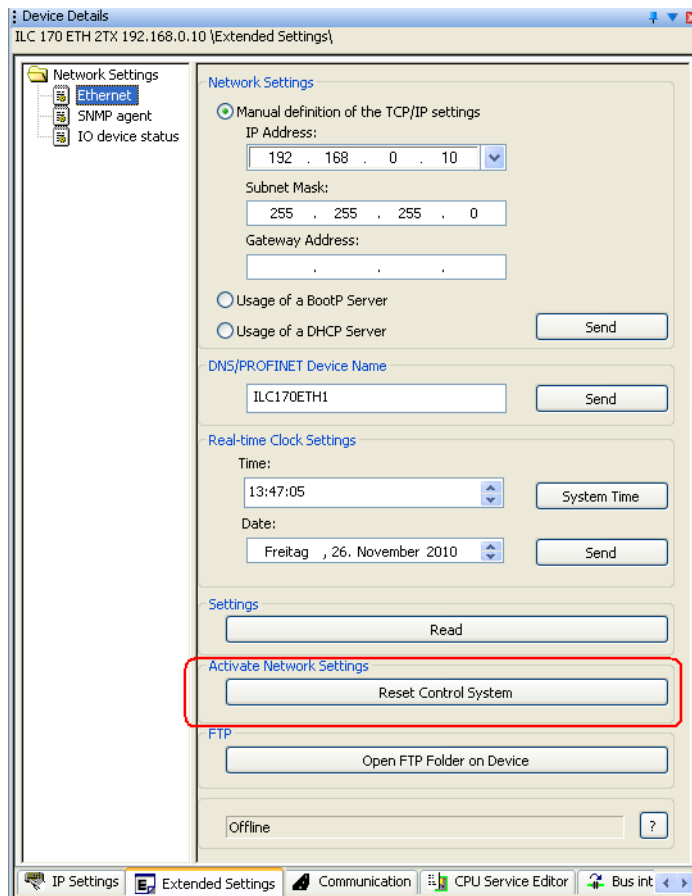 Device Details
ILC 170 ETH 2TX 192.168.0.10 \Extended Settings\
Network Settings
Ethernet
SNMP agent
IO device status
Network Settings
Manual definition of the TCP/IP settings
IP Address:
192 . 168 . 0 . 10
Subnet Mask:
255 . 255 . 255 . 0
Gateway Address:
. . .
Usage of a BootP Server
Usage of a DHCP Server
Send
DNS/PROFINET Device Name
ILC170ETH1
Send
Real-time Clock Settings
Time:
13:47:05
System Time
Date:
Freitag , 26. November 2010
Send
Settings
Read
Activate Network Settings
Reset Control System
FTP
Open FTP Folder on Device
Offline
?
IP Settings
Extended Settings
Communication
CPU Service Editor
Bus int